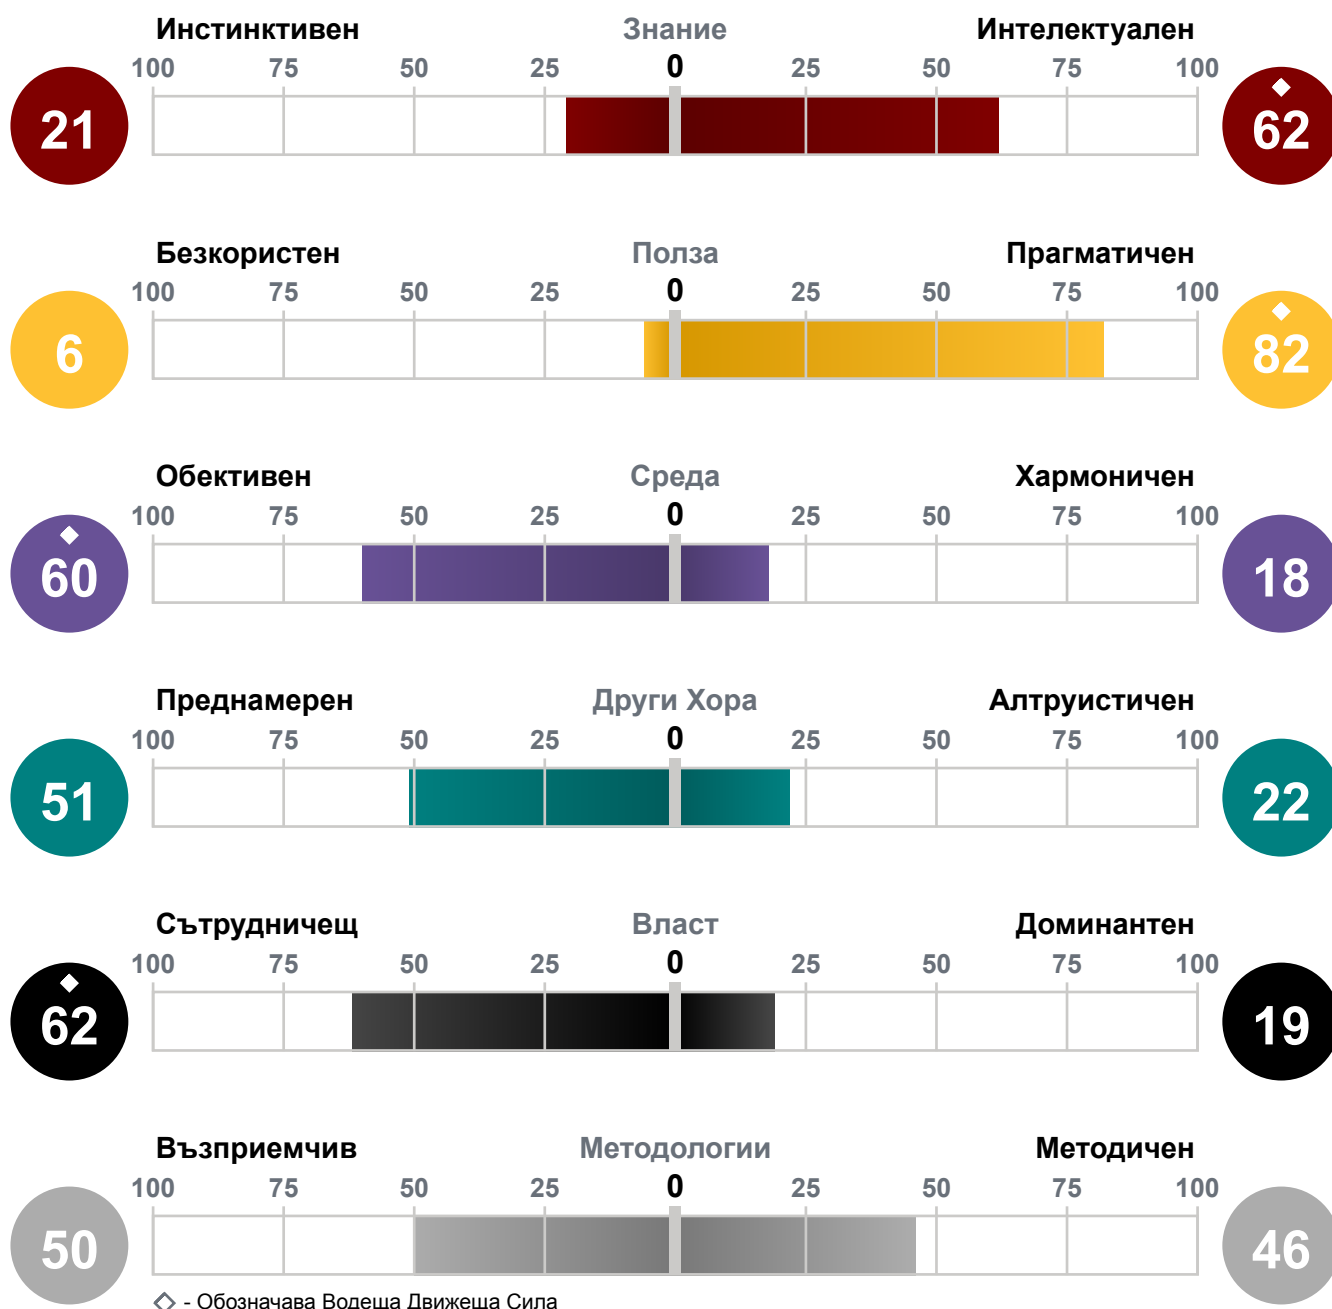 Инстинктивен Знание Интелектуален
100 75 50 25 0 25 50 75 100
21 62
Безкористен Полза Прагматичен
100 75 50 25 0 25 50 75 100
6 82
Обективен Среда Хармоничен
100 75 50 25 0 25 50 75 100
60 18
Преднамерен Други Хора Алтруистичен
100 75 50 25 0 25 50 75 100
51 22
Сътрудничещ Власт Доминантен
100 75 50 25 0 25 50 75 100
62 19
Възприемчив Методологии Методичен
100 75 50 25 0 25 50 75 100
50 46
- Обозначава Водеща Движеща Сила